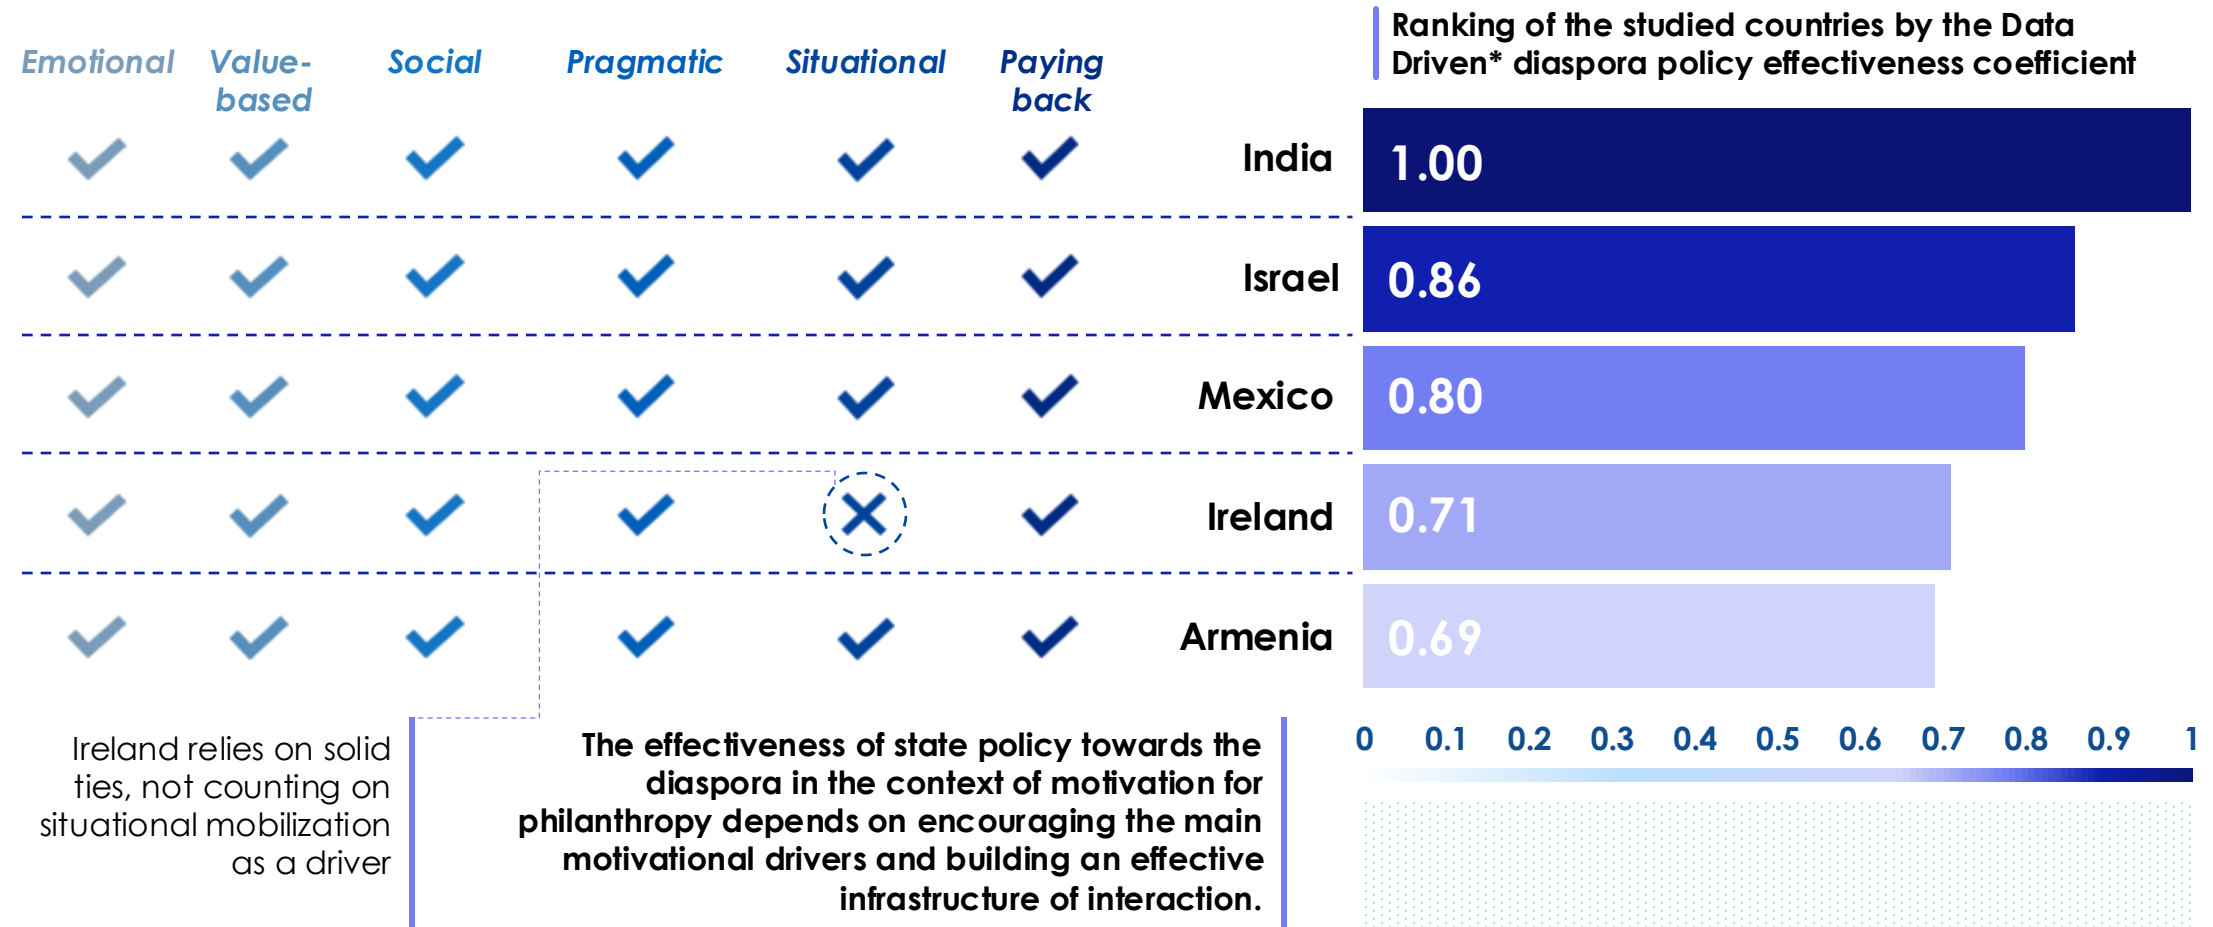 Emotional
Value-
based
Social
Pragmatic
Situational
Paying
back
Ranking of the studied countries by the Data
Driven* diaspora policy effectiveness coefficient
India
1.00
Israel
0.86
Mexico
0.80
Ireland
0.71
Armenia
0.69
Ireland relies on solid
ties, not counting on
situational mobilization
as a driver
The effectiveness of state policy towards the
diaspora in the context of motivation for
philanthropy depends on encouraging the main
motivational drivers and building an effective
infrastructure of interaction.
0 0.1 0.2 0.3 0.4 0.5 0.6 0.7 0.8 0.9 1